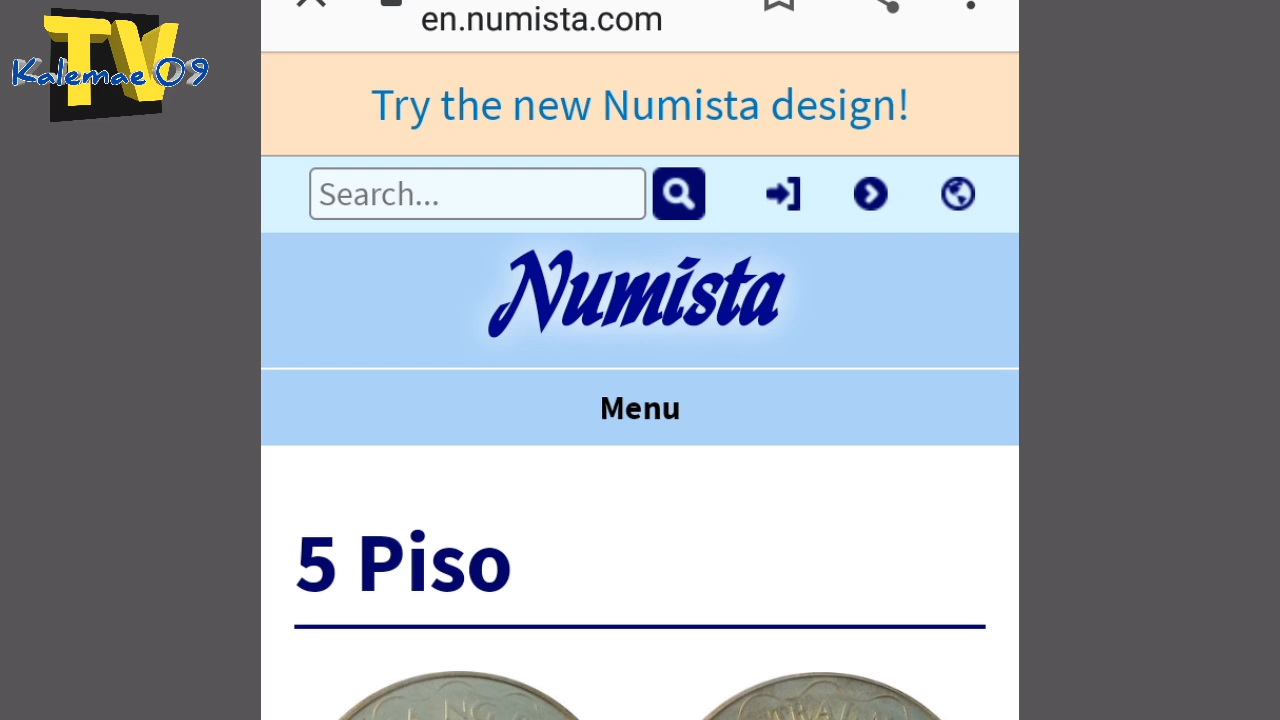 TV
Kalemae 09
en.numista.com
Try the new Numista design!
Search...
Numista
Menu
5 Piso